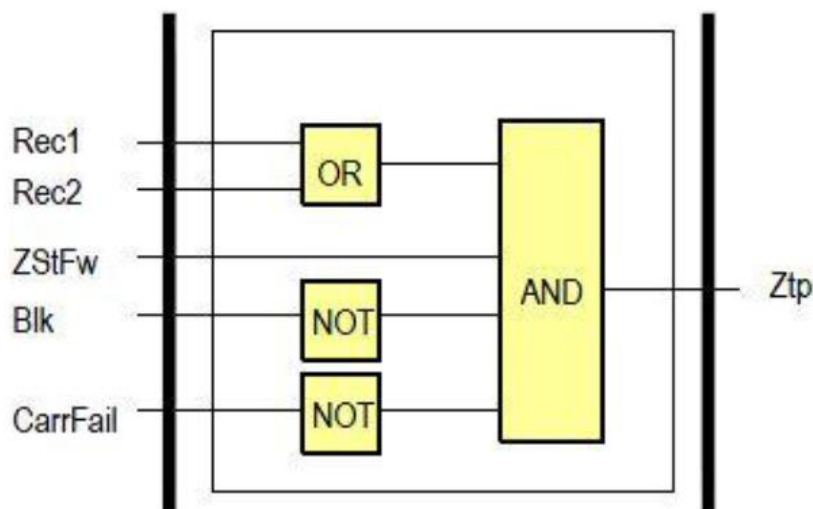 Rec1
OR
Rec2
ZStFw
AND
Ztp
Blk
NOT
CarrFail
NOT